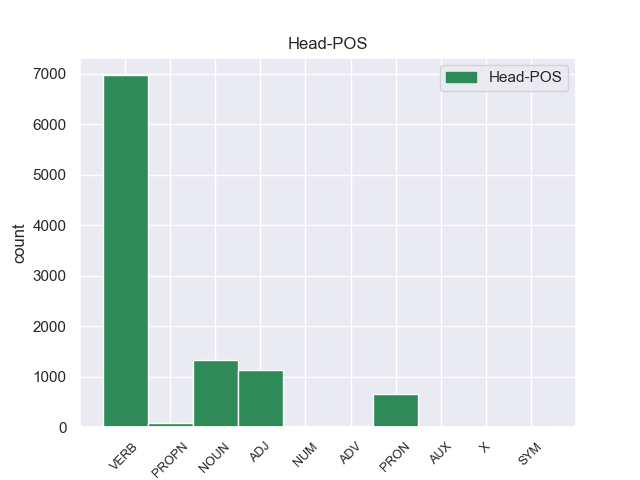 Head-POS
Head-POS
count
7000
6000
5000
4000
3000
2000
1000
0
VERB
PROPN
NOUN
ADJ
NUM
ADV
PRON
AUX
X
SYM